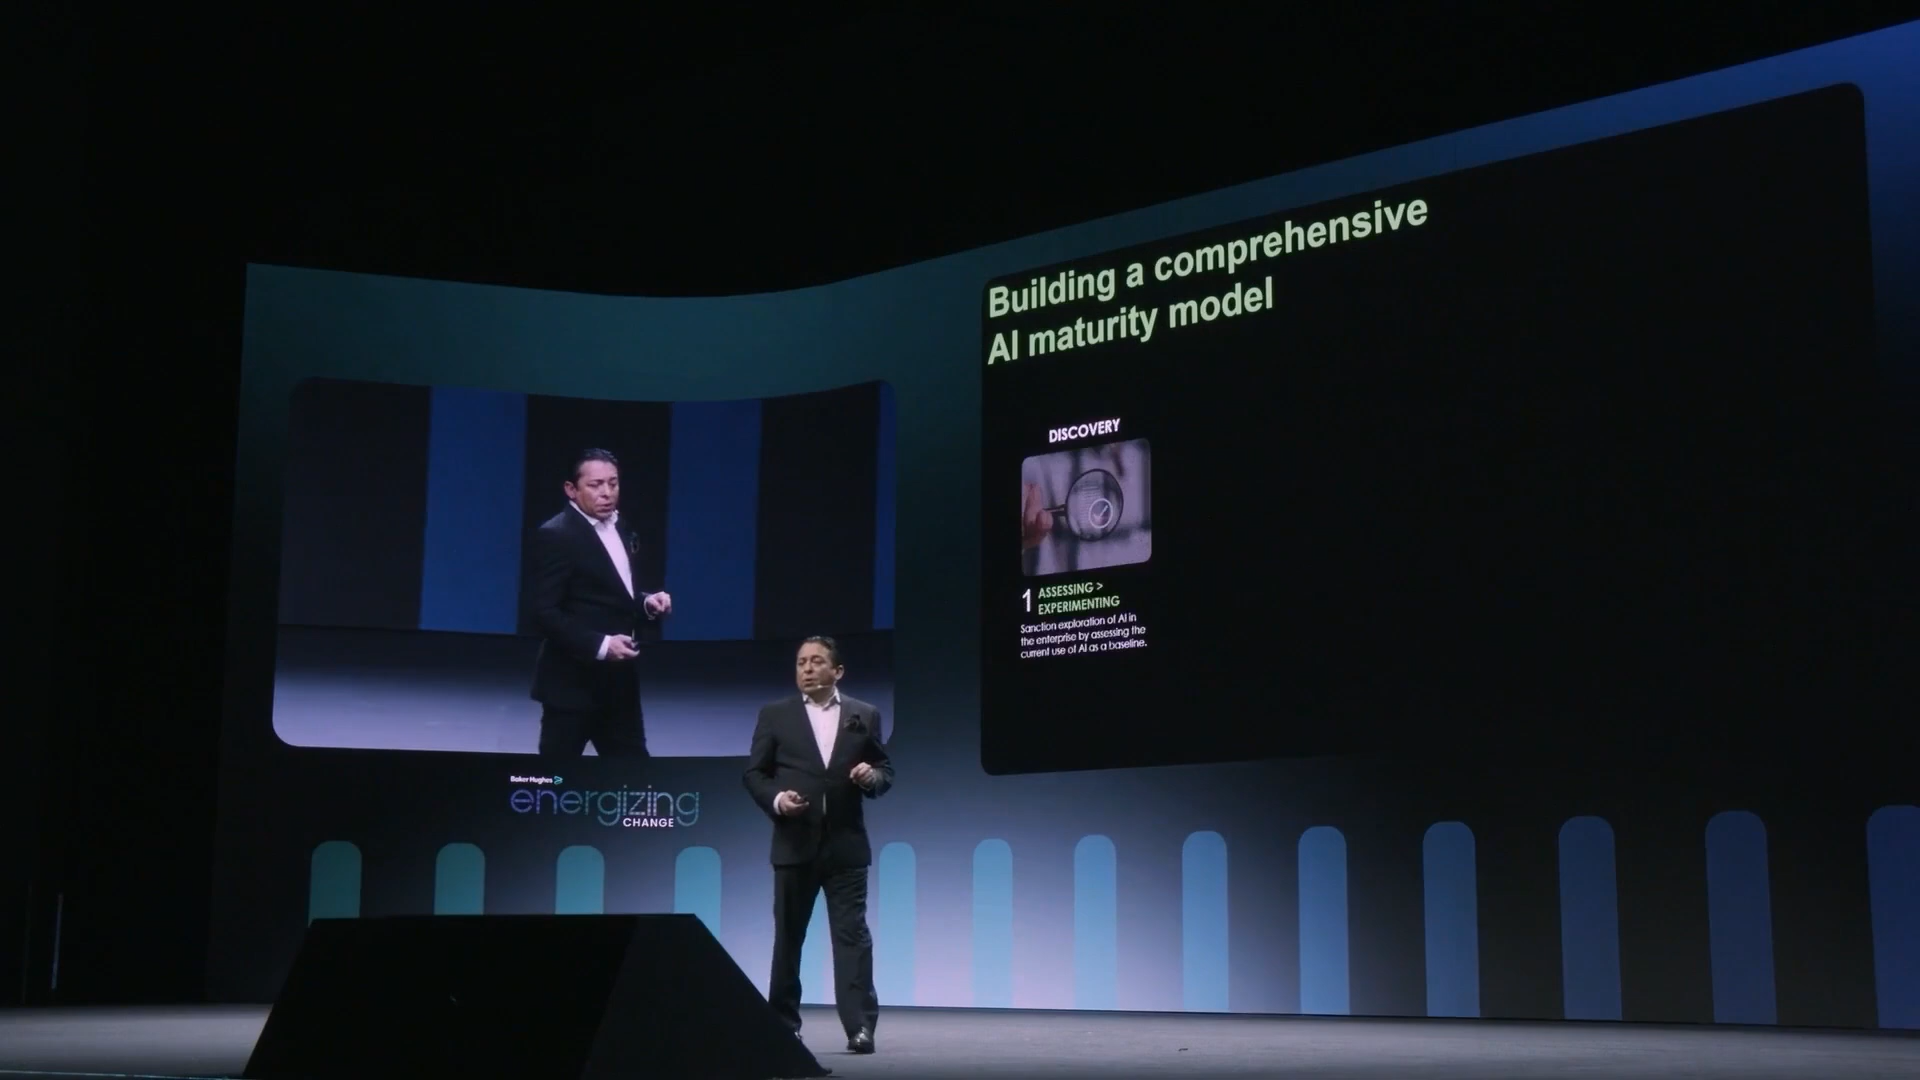 Building a comprehensive
AI maturity model
DISCOVERY
1 ASSESSING >
EXPERIMENTING
Sanction exploration of AI in
the enterprise by assessing the
current use of AI as a baseline.
Baker Hughes
energizing
CHANGE